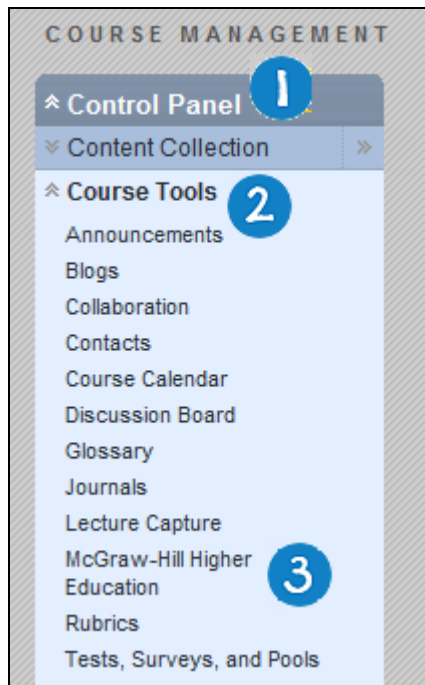 COURSE MANAGEMENT
Control Panel 1
Content Collection
Course Tools 2
Announcements
Blogs
Collaboration
Contacts
Course Calendar
Discussion Board
Glossary
Journals
Lecture Capture
McGraw-Hill Higher
Education 3
Rubrics
Tests, Surveys, and Pools